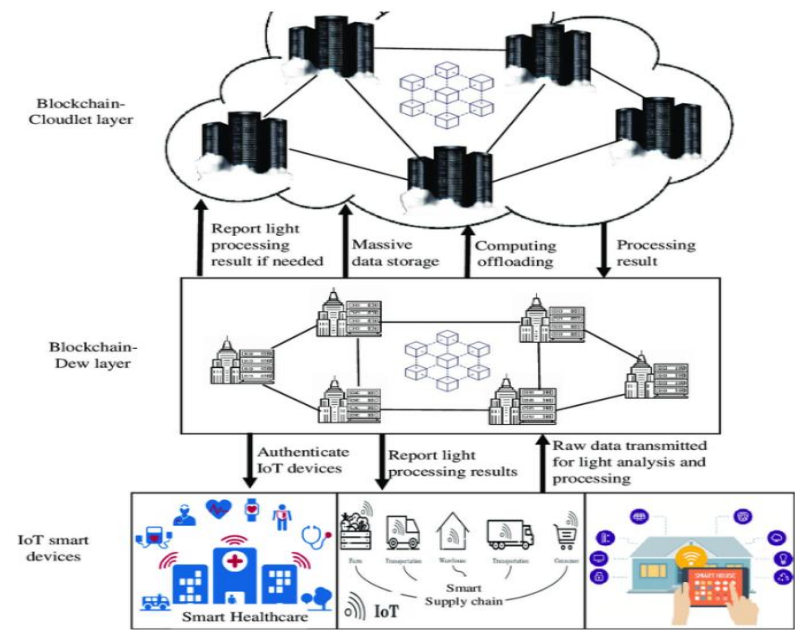 Blockchain-
Cloudlet layer
Report light
processing
result if needed
Massive
data storage
Computing
offloading
Processing
result
Blockchain-
Dew layer
Authenticate
IoT devices
Report light
processing results
Raw data transmitted
for light analysis and
processing
IoT smart
devices
Smart Healthcare
Transportation
Warehouse
Transportation
Consumer
Smart
Supply chain
IoT
SMART HOUSE